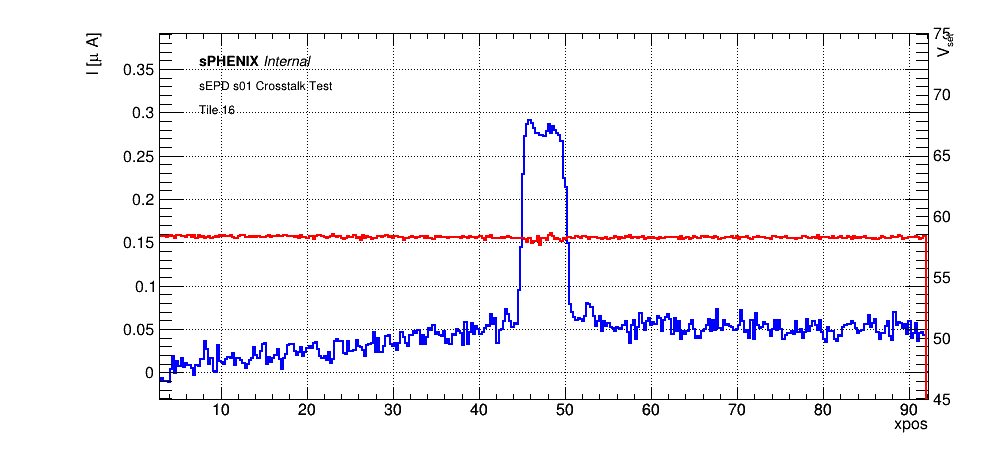 I [μ A]
sPHENIX Internal
sEPD s01 Crosstalk Test
Tile 16
0.35
0.3
0.25
0.2
0.15
0.1
0.05
0
75
V_set
70
65
60
55
50
45
10 20 30 40 50 60 70 80 90
xpos